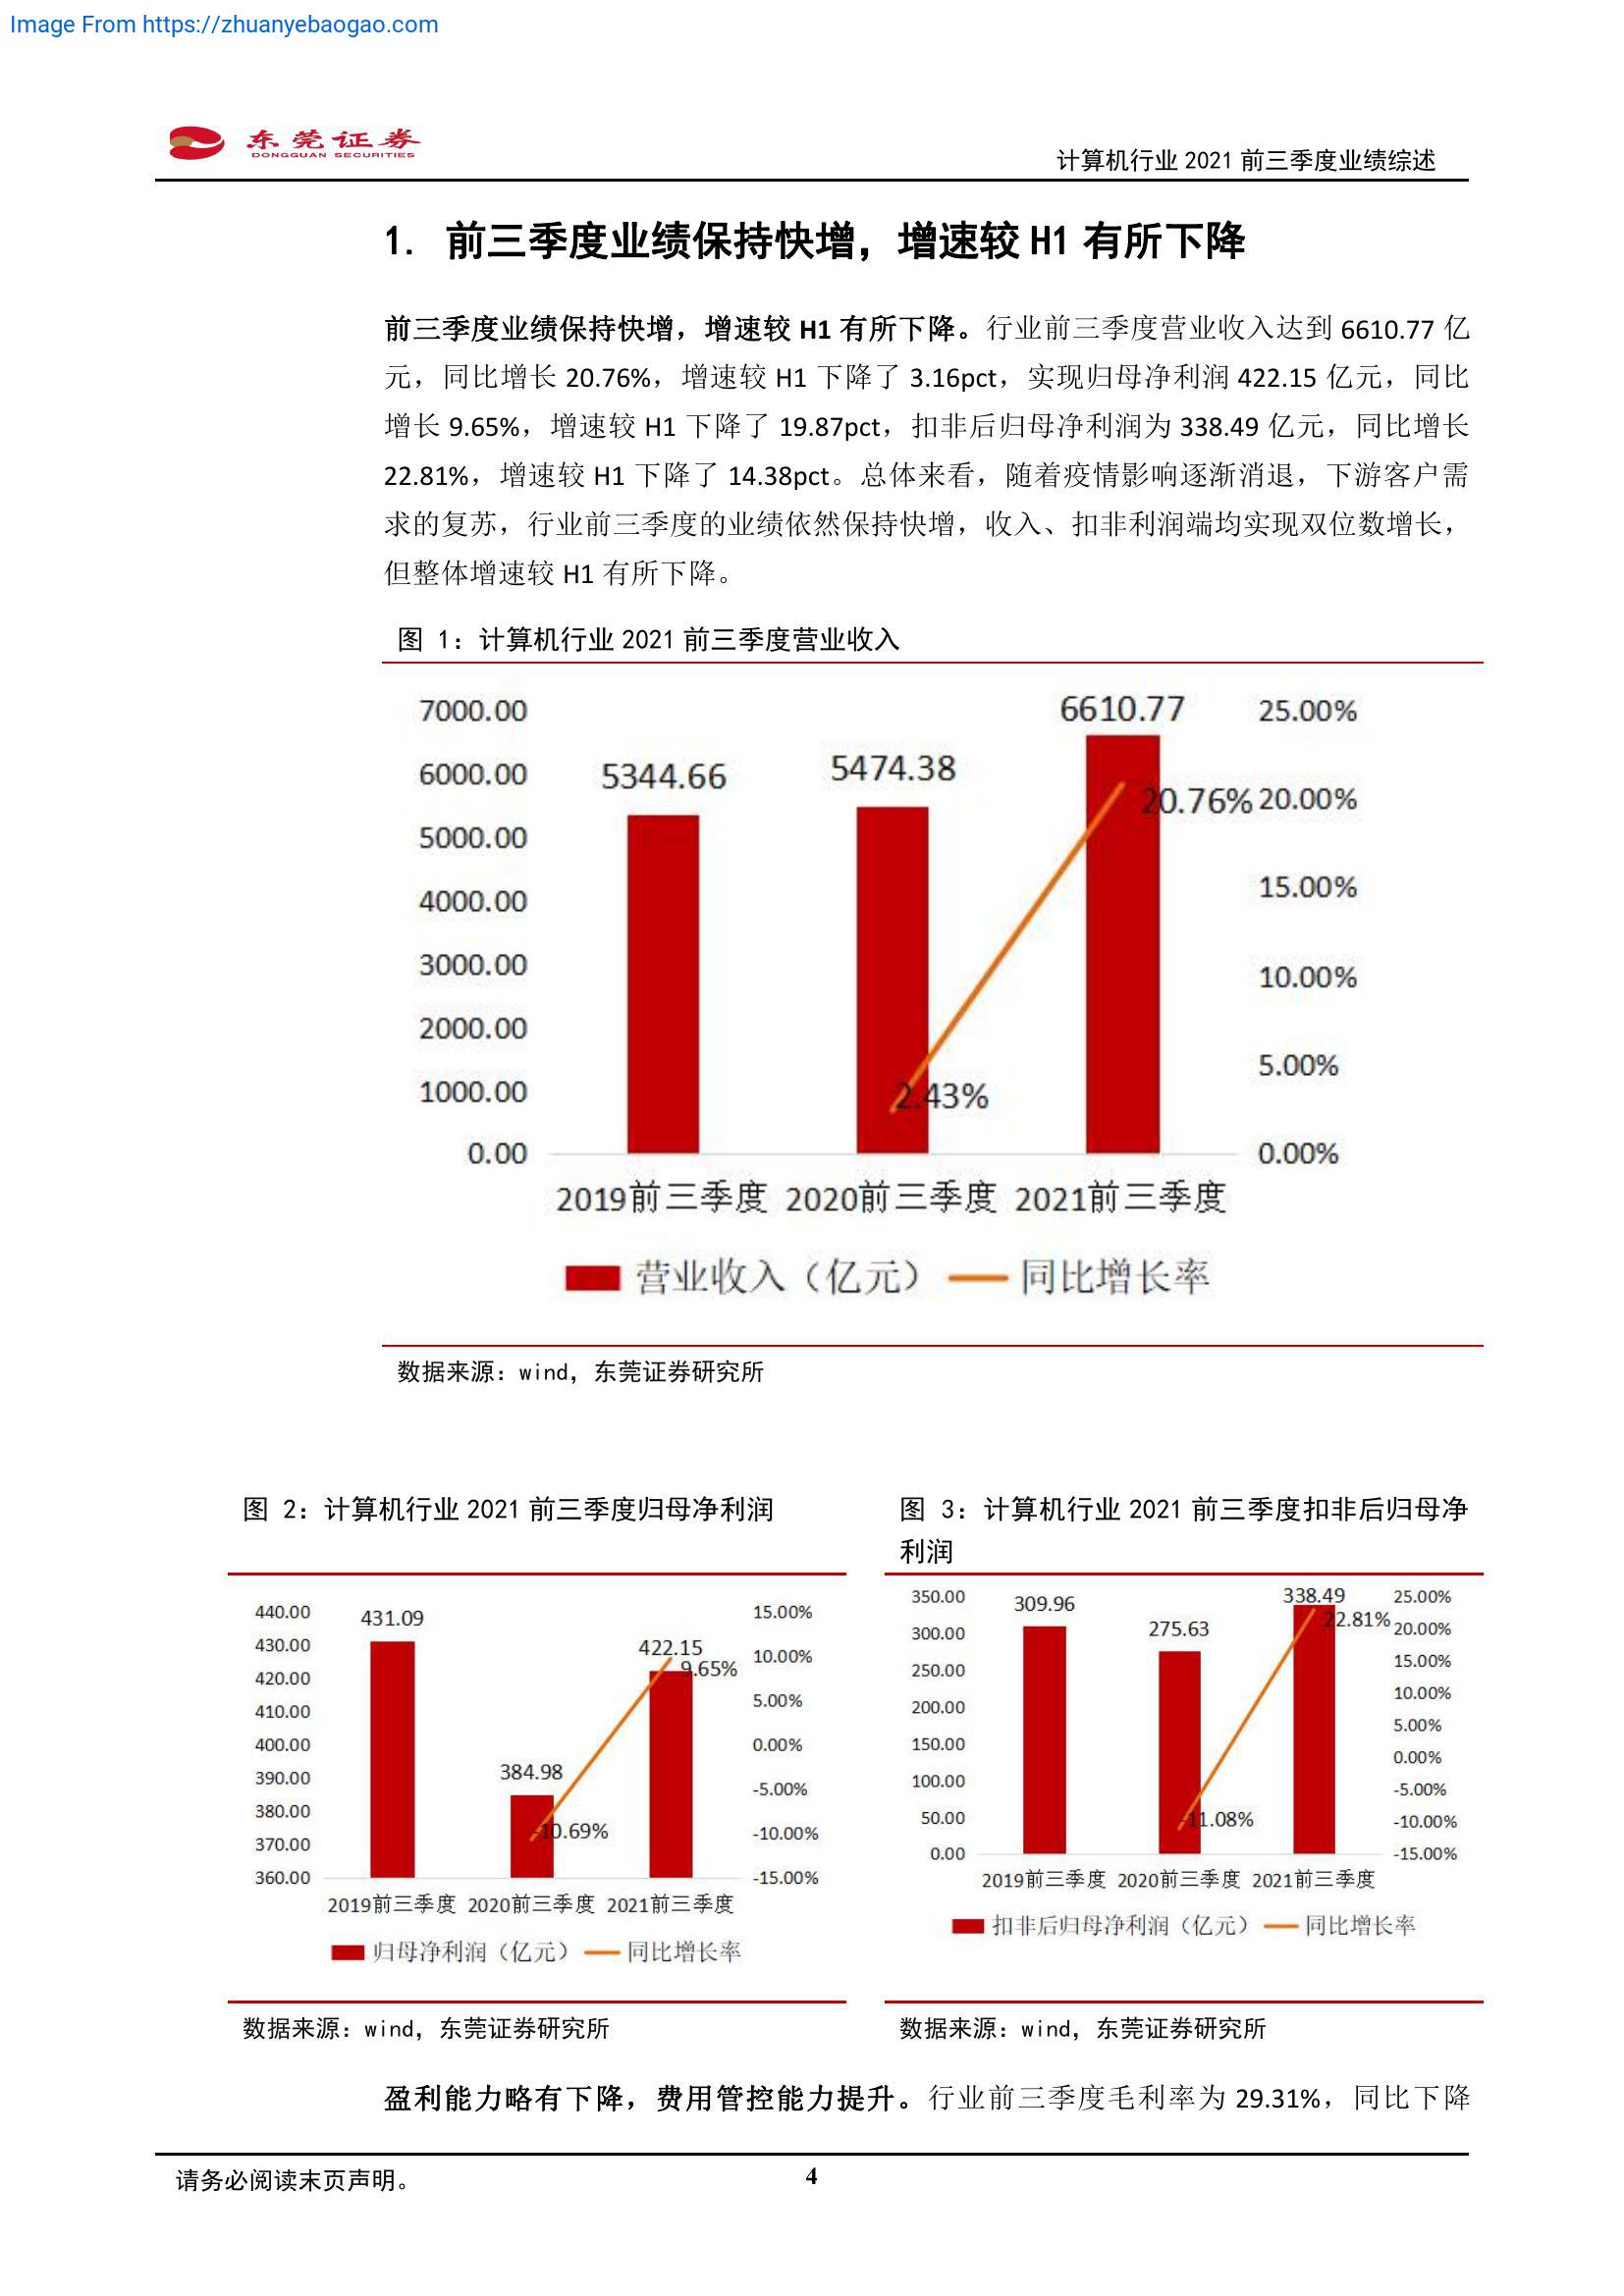 Image From https://zhuanyebaogao.com
东莞证券
DONGGUAN SECURITIES
计算机行业 2021 前三季度业绩综述
1. 前三季度业绩保持快增，增速较 H1 有所下降
前三季度业绩保持快增，增速较 H1 有所下降。行业前三季度营业收入达到 6610.77 亿
元，同比增长 20.76%，增速较 H1 下降了 3.16pct，实现归母净利润 422.15 亿元，同比
增长 9.65%，增速较 H1 下降了 19.87pct，扣非后归母净利润为 338.49 亿元，同比增长
22.81%，增速较 H1 下降了 14.38pct。总体来看，随着疫情影响逐渐消退，下游客户需
求的复苏，行业前三季度的业绩依然保持快增，收入、扣非利润端均实现双位数增长，
但整体增速较 H1 有所下降。
图 1：计算机行业 2021 前三季度营业收入
7000.00
6000.00
5000.00
4000.00
3000.00
2000.00
1000.00
0.00
5344.66
5474.38
6610.77
2.43%
20.76%
25.00%
20.00%
15.00%
10.00%
5.00%
0.00%
2019前三季度 2020前三季度 2021前三季度
营业收入（亿元） 同比增长率
数据来源：wind，东莞证券研究所
图 2：计算机行业 2021 前三季度归母净利润
440.00
430.00
420.00
410.00
400.00
390.00
380.00
370.00
360.00
431.09
384.98
422.15
-10.69%
9.65%
15.00%
10.00%
5.00%
0.00%
-5.00%
-10.00%
-15.00%
2019前三季度 2020前三季度 2021前三季度
归母净利润（亿元） 同比增长率
数据来源：wind，东莞证券研究所
图 3：计算机行业 2021 前三季度扣非后归母净
利润
350.00
300.00
250.00
200.00
150.00
100.00
50.00
0.00
309.96
275.63
338.49
-11.08%
22.81%
25.00%
20.00%
15.00%
10.00%
5.00%
0.00%
-5.00%
-10.00%
-15.00%
2019前三季度 2020前三季度 2021前三季度
扣非后归母净利润（亿元） 同比增长率
数据来源：wind，东莞证券研究所
盈利能力略有下降，费用管控能力提升。行业前三季度毛利率为 29.31%，同比下降
请务必阅读末页声明。
4